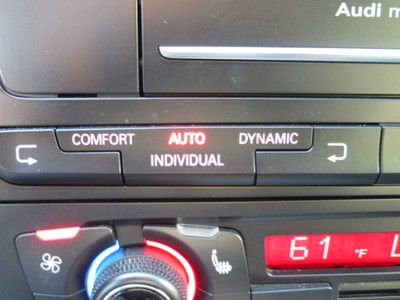 Audi m
COMFORT AUTO DYNAMIC
INDIVIDUAL
61 °F L